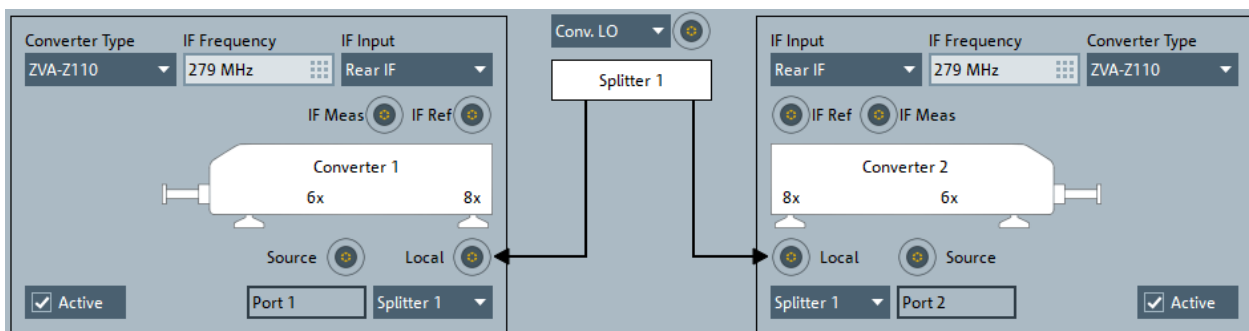 Converter Type IF Frequency IF Input
ZVA-Z110 279 MHz Rear IF
IF Meas IF Ref
Converter 1
6x 8x
Source Local
Active Port 1 Splitter 1
Conv. LO
Splitter 1
IF Input IF Frequency Converter Type
Rear IF 279 MHz ZVA-Z110
IF Ref IF Meas
Converter 2
8x 6x
Local Source
Splitter 1 Port 2 Active